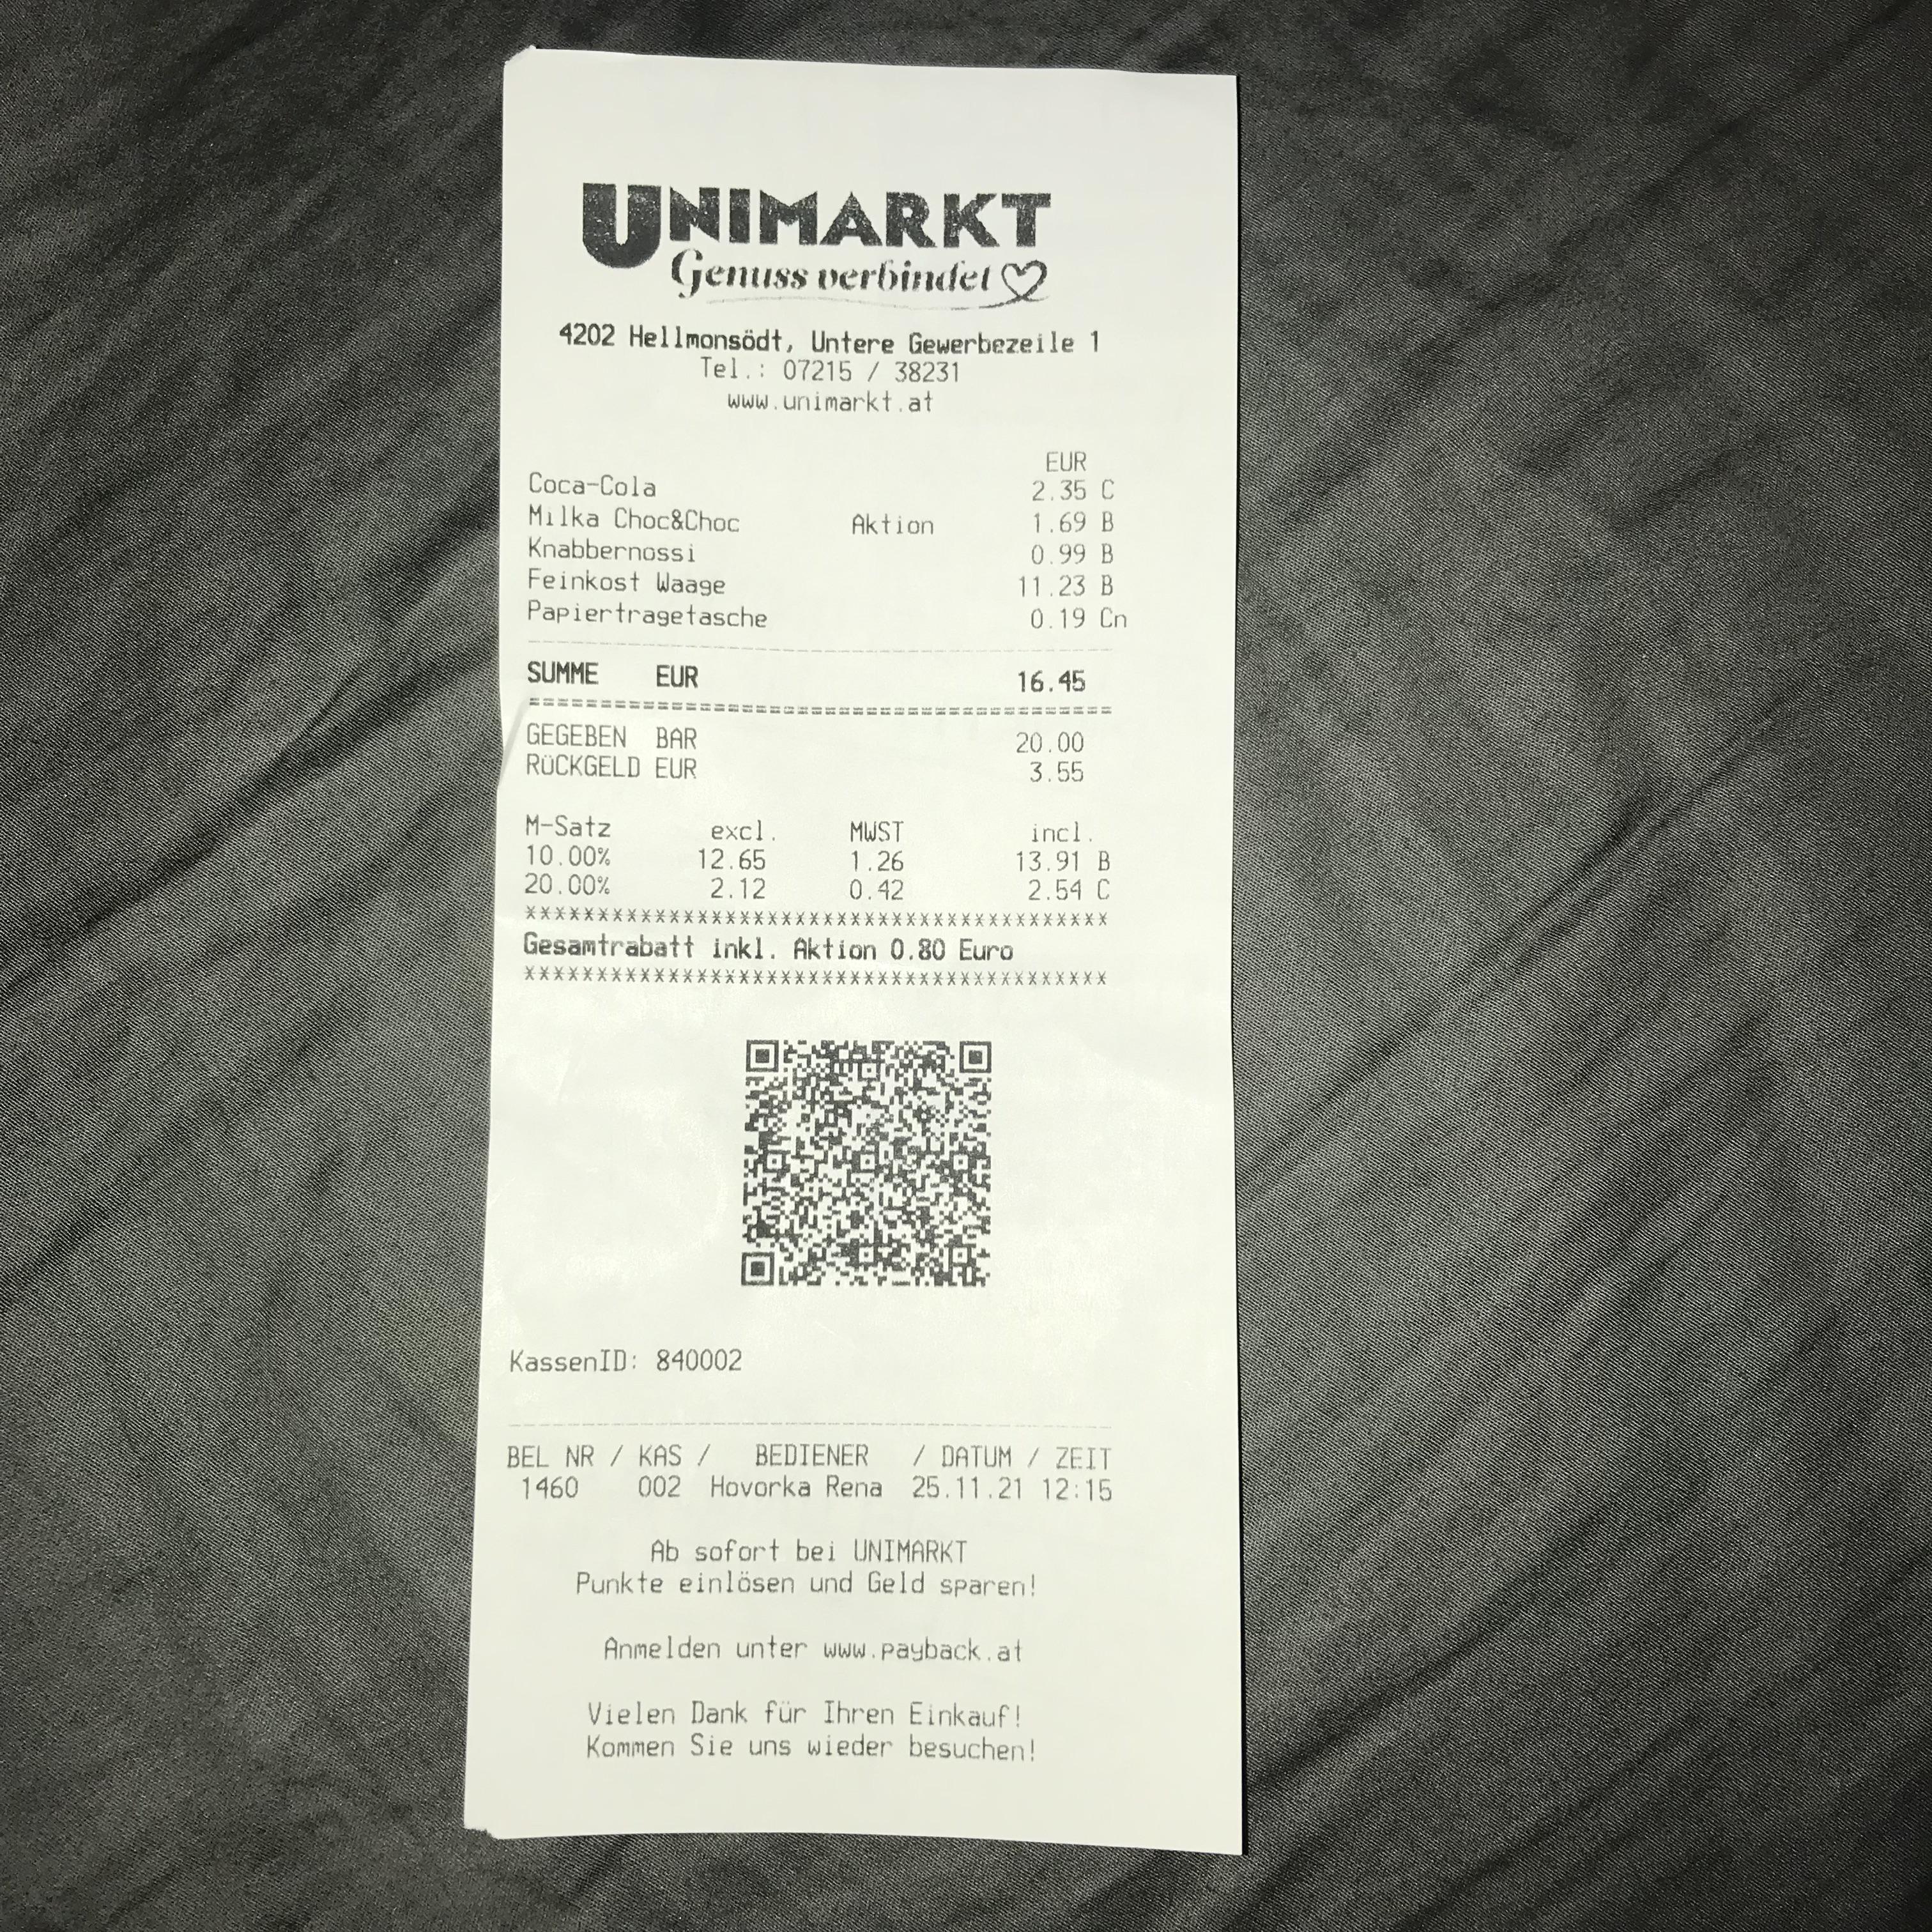 UNIMARKT
Genuss verbindet
4202 Hellmonsödt, Untere Gewerbezeile 1
Tel.: 07215 / 38231
www.unimarkt.at
EUR
Coca-Cola 2.35 C
Milka Choc&Choc Aktion 1.69 B
Knabbernossi 0.99 B
Feinkost Waage 11.23 B
Papiertragetasche 0.19 Cn
SUMME EUR 16.45
GEGEBEN BAR 20.00
RÜCKGELD EUR 3.55
M-Satz excl. MWST incl.
10.00% 12.65 1.26 13.91 B
20.00% 2.12 0.42 2.54 C
*****************************************
Gesamtrabatt inkl. Aktion 0.80 Euro
*****************************************
KassenID: 840002
BEL NR / KAS / BEDIENER / DATUM / ZEIT
1460 002 Hovorka Rena 25.11.21 12:15
Ab sofort bei UNIMARKT
Punkte einlösen und Geld sparen!
Anmelden unter www.payback.at
Vielen Dank für Ihren Einkauf!
Kommen Sie uns wieder besuchen!